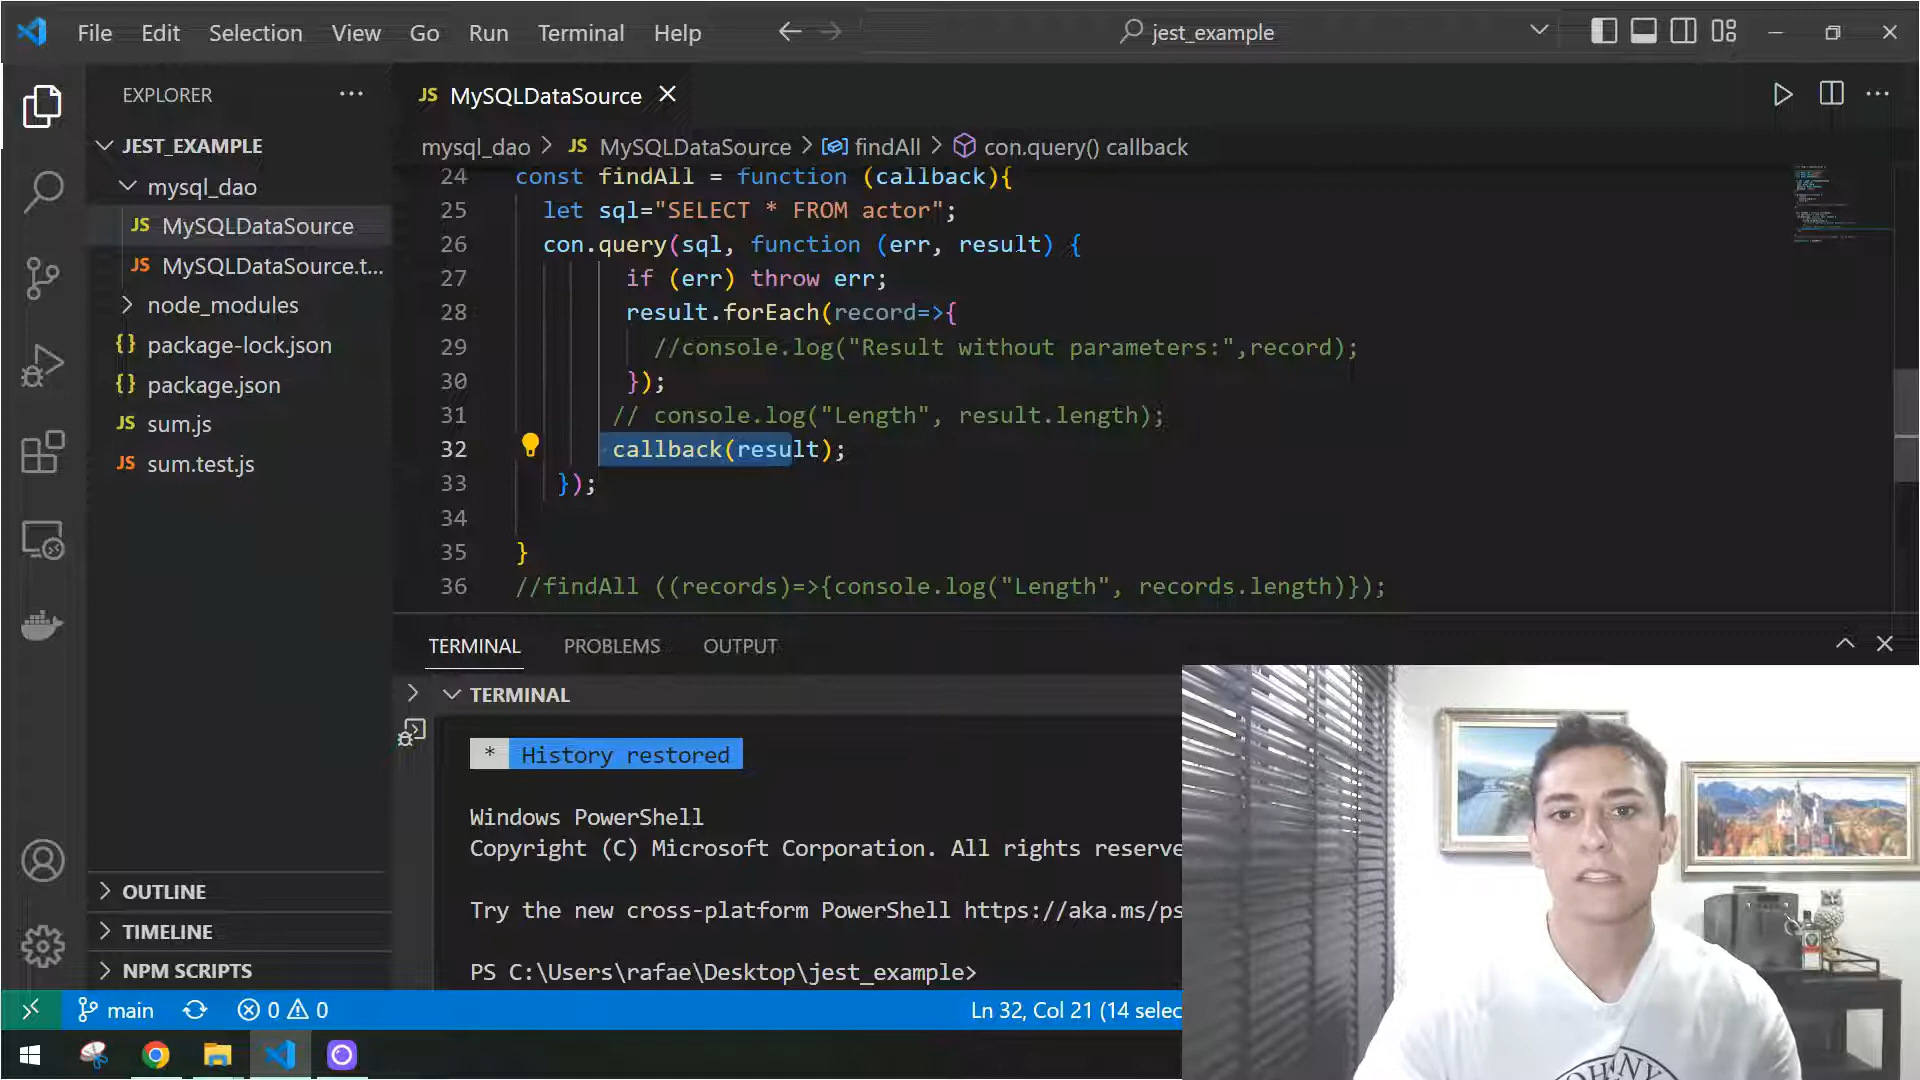 File Edit Selection View Go Run Terminal Help
jest_example
EXPLORER
JEST_EXAMPLE
mysql_dao
JS MySQLDataSource
JS MySQLDataSource.t...
node_modules
{} package-lock.json
{} package.json
JS sum.js
JS sum.test.js
OUTLINE
TIMELINE
NPM SCRIPTS
JS MySQLDataSource
mysql_dao > JS MySQLDataSource > findAll > con.query() callback
24 const findAll = function (callback){
25 let sql="SELECT * FROM actor";
26 con.query(sql, function (err, result) {
27 if (err) throw err;
28 result.forEach(record=>{
29 //console.log("Result without parameters:",record);
30 });
31 // console.log("Length", result.length);
32 callback(result);
33 });
34
35 }
36 //findAll ((records)=>{console.log("Length", records.length)});
TERMINAL PROBLEMS OUTPUT
TERMINAL
* History restored
Windows PowerShell
Copyright (C) Microsoft Corporation. All rights reserve
Try the new cross-platform PowerShell https://aka.ms/ps
PS C:\Users\rafae\Desktop\jest_example>
main 0 0 Ln 32, Col 21 (14 selec